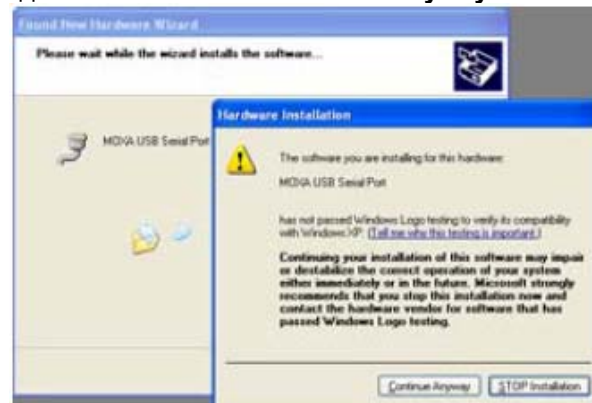 Found New Hardware Wizard
Please wait while the wizard installs the software...
MOXA USB Serial Port
Hardware Installation
The software you are installing for this hardware:
MOXA USB Serial Port
has not passed Windows Logo testing to verify its compatibility
with Windows XP. (Tell me why this testing is important.)
Continuing your installation of this software may impair
or destabilize the correct operation of your system
either immediately or in the future. Microsoft strongly
recommends that you stop this installation now and
contact the hardware vendor for software that has
passed Windows Logo testing.
Continue Anyway
STOP Installation